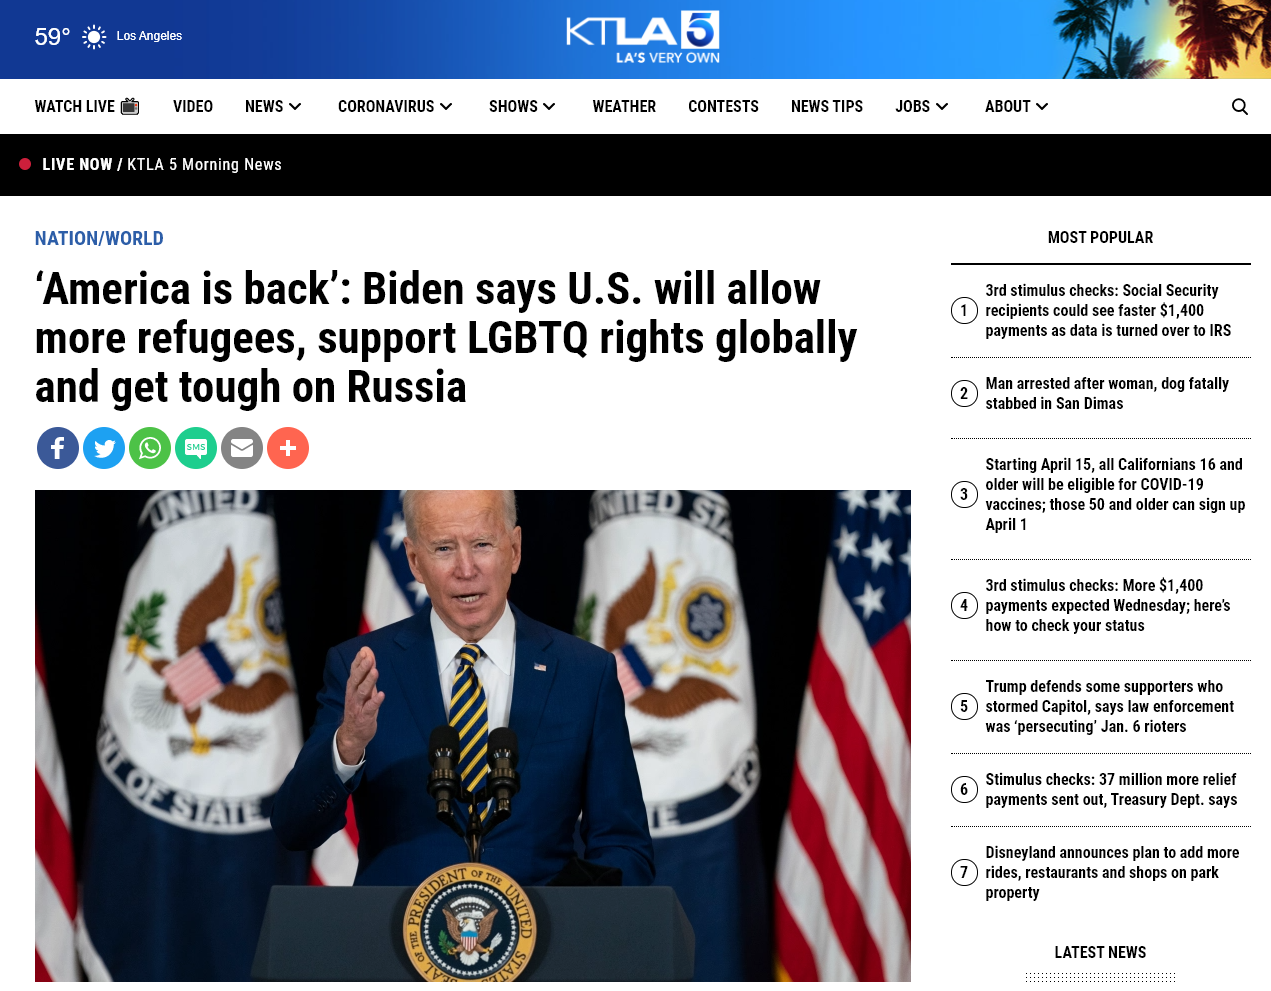 59°
Los Angeles
KTLA 5
LA'S VERY OWN
WATCH LIVE
VIDEO
NEWS
CORONAVIRUS
SHOWS
WEATHER
CONTESTS
NEWS TIPS
JOBS
ABOUT
LIVE NOW / KTLA 5 Morning News
NATION/WORLD
‘America is back’: Biden says U.S. will allow
more refugees, support LGBTQ rights globally
and get tough on Russia
SMS
UNITED
UNITED ST
NT OF STATE
OF STAT
PRESIDENT OF THE UNITED STATES
MOST POPULAR
1
3rd stimulus checks: Social Security
recipients could see faster $1,400
payments as data is turned over to IRS
2
Man arrested after woman, dog fatally
stabbed in San Dimas
3
Starting April 15, all Californians 16 and
older will be eligible for COVID-19
vaccines; those 50 and older can sign up
April 1
4
3rd stimulus checks: More $1,400
payments expected Wednesday; here’s
how to check your status
5
Trump defends some supporters who
stormed Capitol, says law enforcement
was ‘persecuting’ Jan. 6 rioters
6
Stimulus checks: 37 million more relief
payments sent out, Treasury Dept. says
7
Disneyland announces plan to add more
rides, restaurants and shops on park
property
LATEST NEWS